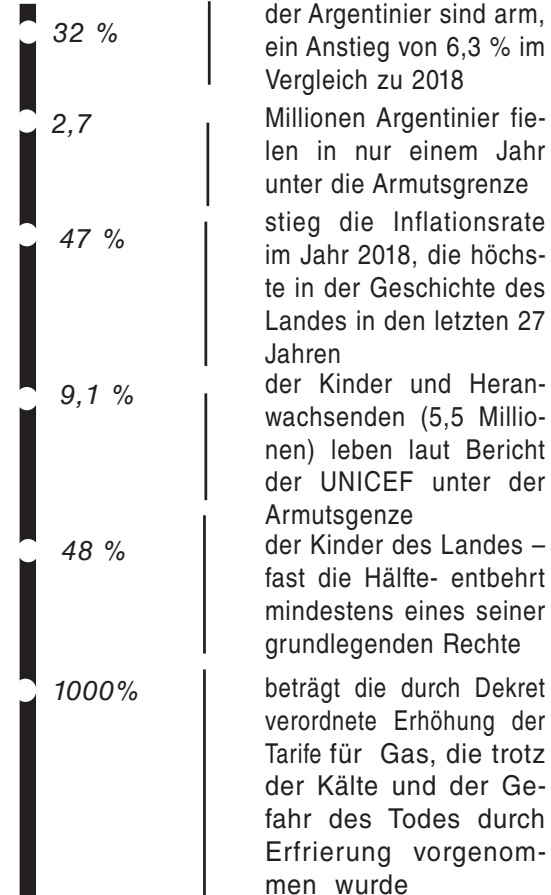 32 %
der Argentinier sind arm,
ein Anstieg von 6,3 % im
Vergleich zu 2018
2,7
Millionen Argentinier fie-
len in nur einem Jahr
unter die Armutsgrenze
47 %
stieg die Inflationsrate
im Jahr 2018, die höchs-
te in der Geschichte des
Landes in den letzten 27
Jahren
9,1 %
der Kinder und Heran-
wachsenden (5,5 Millio-
nen) leben laut Bericht
der UNICEF unter der
Armutsgenze
48 %
der Kinder des Landes –
fast die Hälfte- entbehrt
mindestens eines seiner
grundlegenden Rechte
1000%
beträgt die durch Dekret
verordnete Erhöhung der
Tarife für Gas, die trotz
der Kälte und der Ge-
fahr des Todes durch
Erfrierung vorgenom-
men wurde